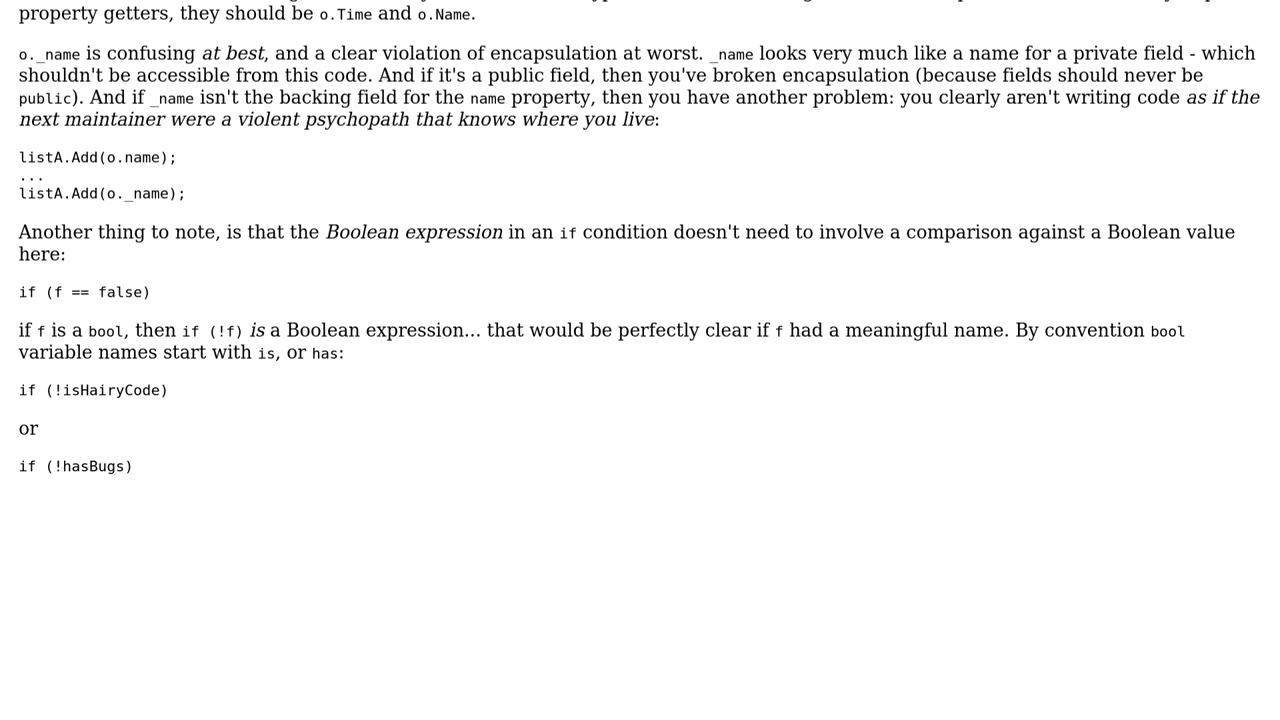 property getters, they should be o.Time and o.Name.
o._name is confusing at best, and a clear violation of encapsulation at worst. _name looks very much like a name for a private field - which
shouldn't be accessible from this code. And if it's a public field, then you've broken encapsulation (because fields should never be
public). And if _name isn't the backing field for the name property, then you have another problem: you clearly aren't writing code as if the
next maintainer were a violent psychopath that knows where you live:
listA.Add(o.name);
...
listA.Add(o._name);
Another thing to note, is that the Boolean expression in an if condition doesn't need to involve a comparison against a Boolean value
here:
if (f == false)
if f is a bool, then if (!f) is a Boolean expression... that would be perfectly clear if f had a meaningful name. By convention bool
variable names start with is, or has:
if (!isHairyCode)
or
if (!hasBugs)